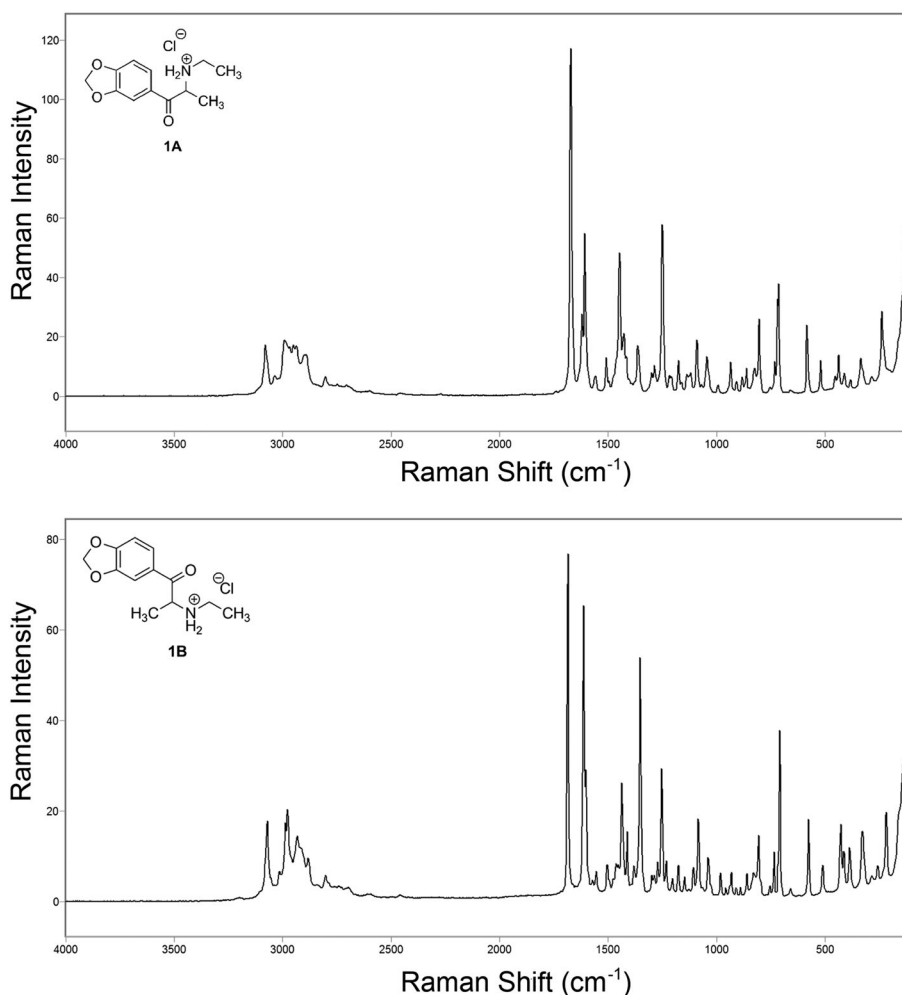 120
100
80
60
40
20
0
Raman Intensity
Cl⊖
H₂N⊕ CH₃
O
O CH₃
O
1A
4000 3500 3000 2500 2000 1500 1000 500
Raman Shift (cm⁻¹)
80
60
40
20
0
Raman Intensity
O
O O
⊖Cl
H₃C N⊕ CH₃
H₂
1B
4000 3500 3000 2500 2000 1500 1000 500
Raman Shift (cm⁻¹)